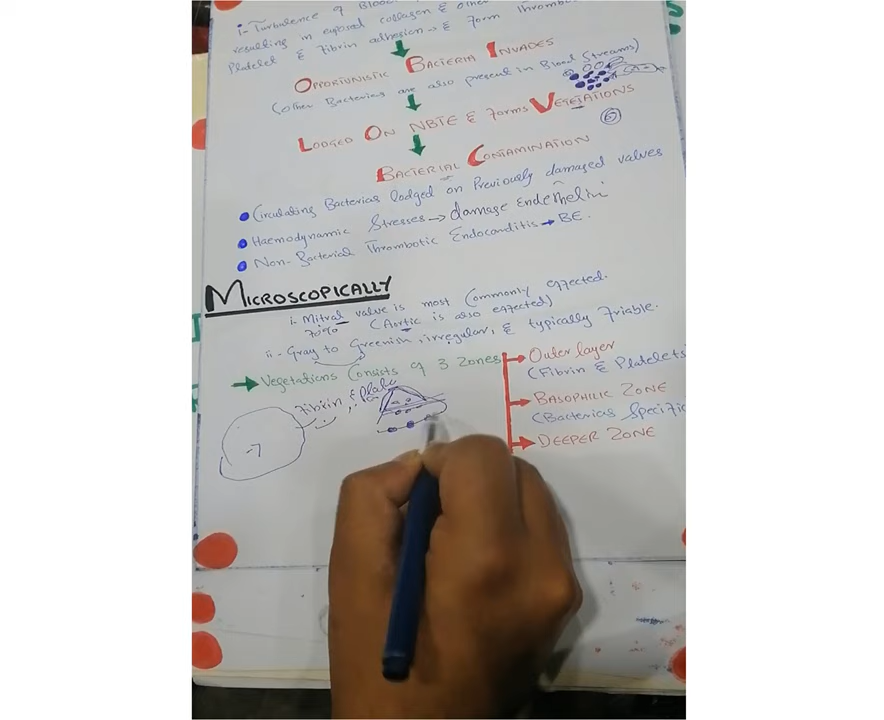 i- Turbulence of Blood
resulting in exposed collagen & other
Platelet & Fibrin adhesion → & form Thrombo
OPPORTUNISTIC BACTERIA INVADES
(other Bacterias are also present in Blood Streams)
LODGED ON NBTE & forms VEGETATIONS
BACTERIAL CONTAMINATION
Circulating Bacterias lodged on Previously damaged valves
Haemodynamic Stresses → damage Endothelini
Non-Bacterial Thrombotic Endocarditis → BE.
MICROSCOPICALLY
i. Mitral valve is most Commonly effected.
70% (Aortic is also effected)
ii- Gray to Greenish, irregular, & typically friable.
→ Vegetations Consists of 3 Zones
Outer layer
(Fibrin & Platelets
BASOPHILIC ZONE
(Bacterias Specific
DEEPER ZONE
Fibrin & Plate